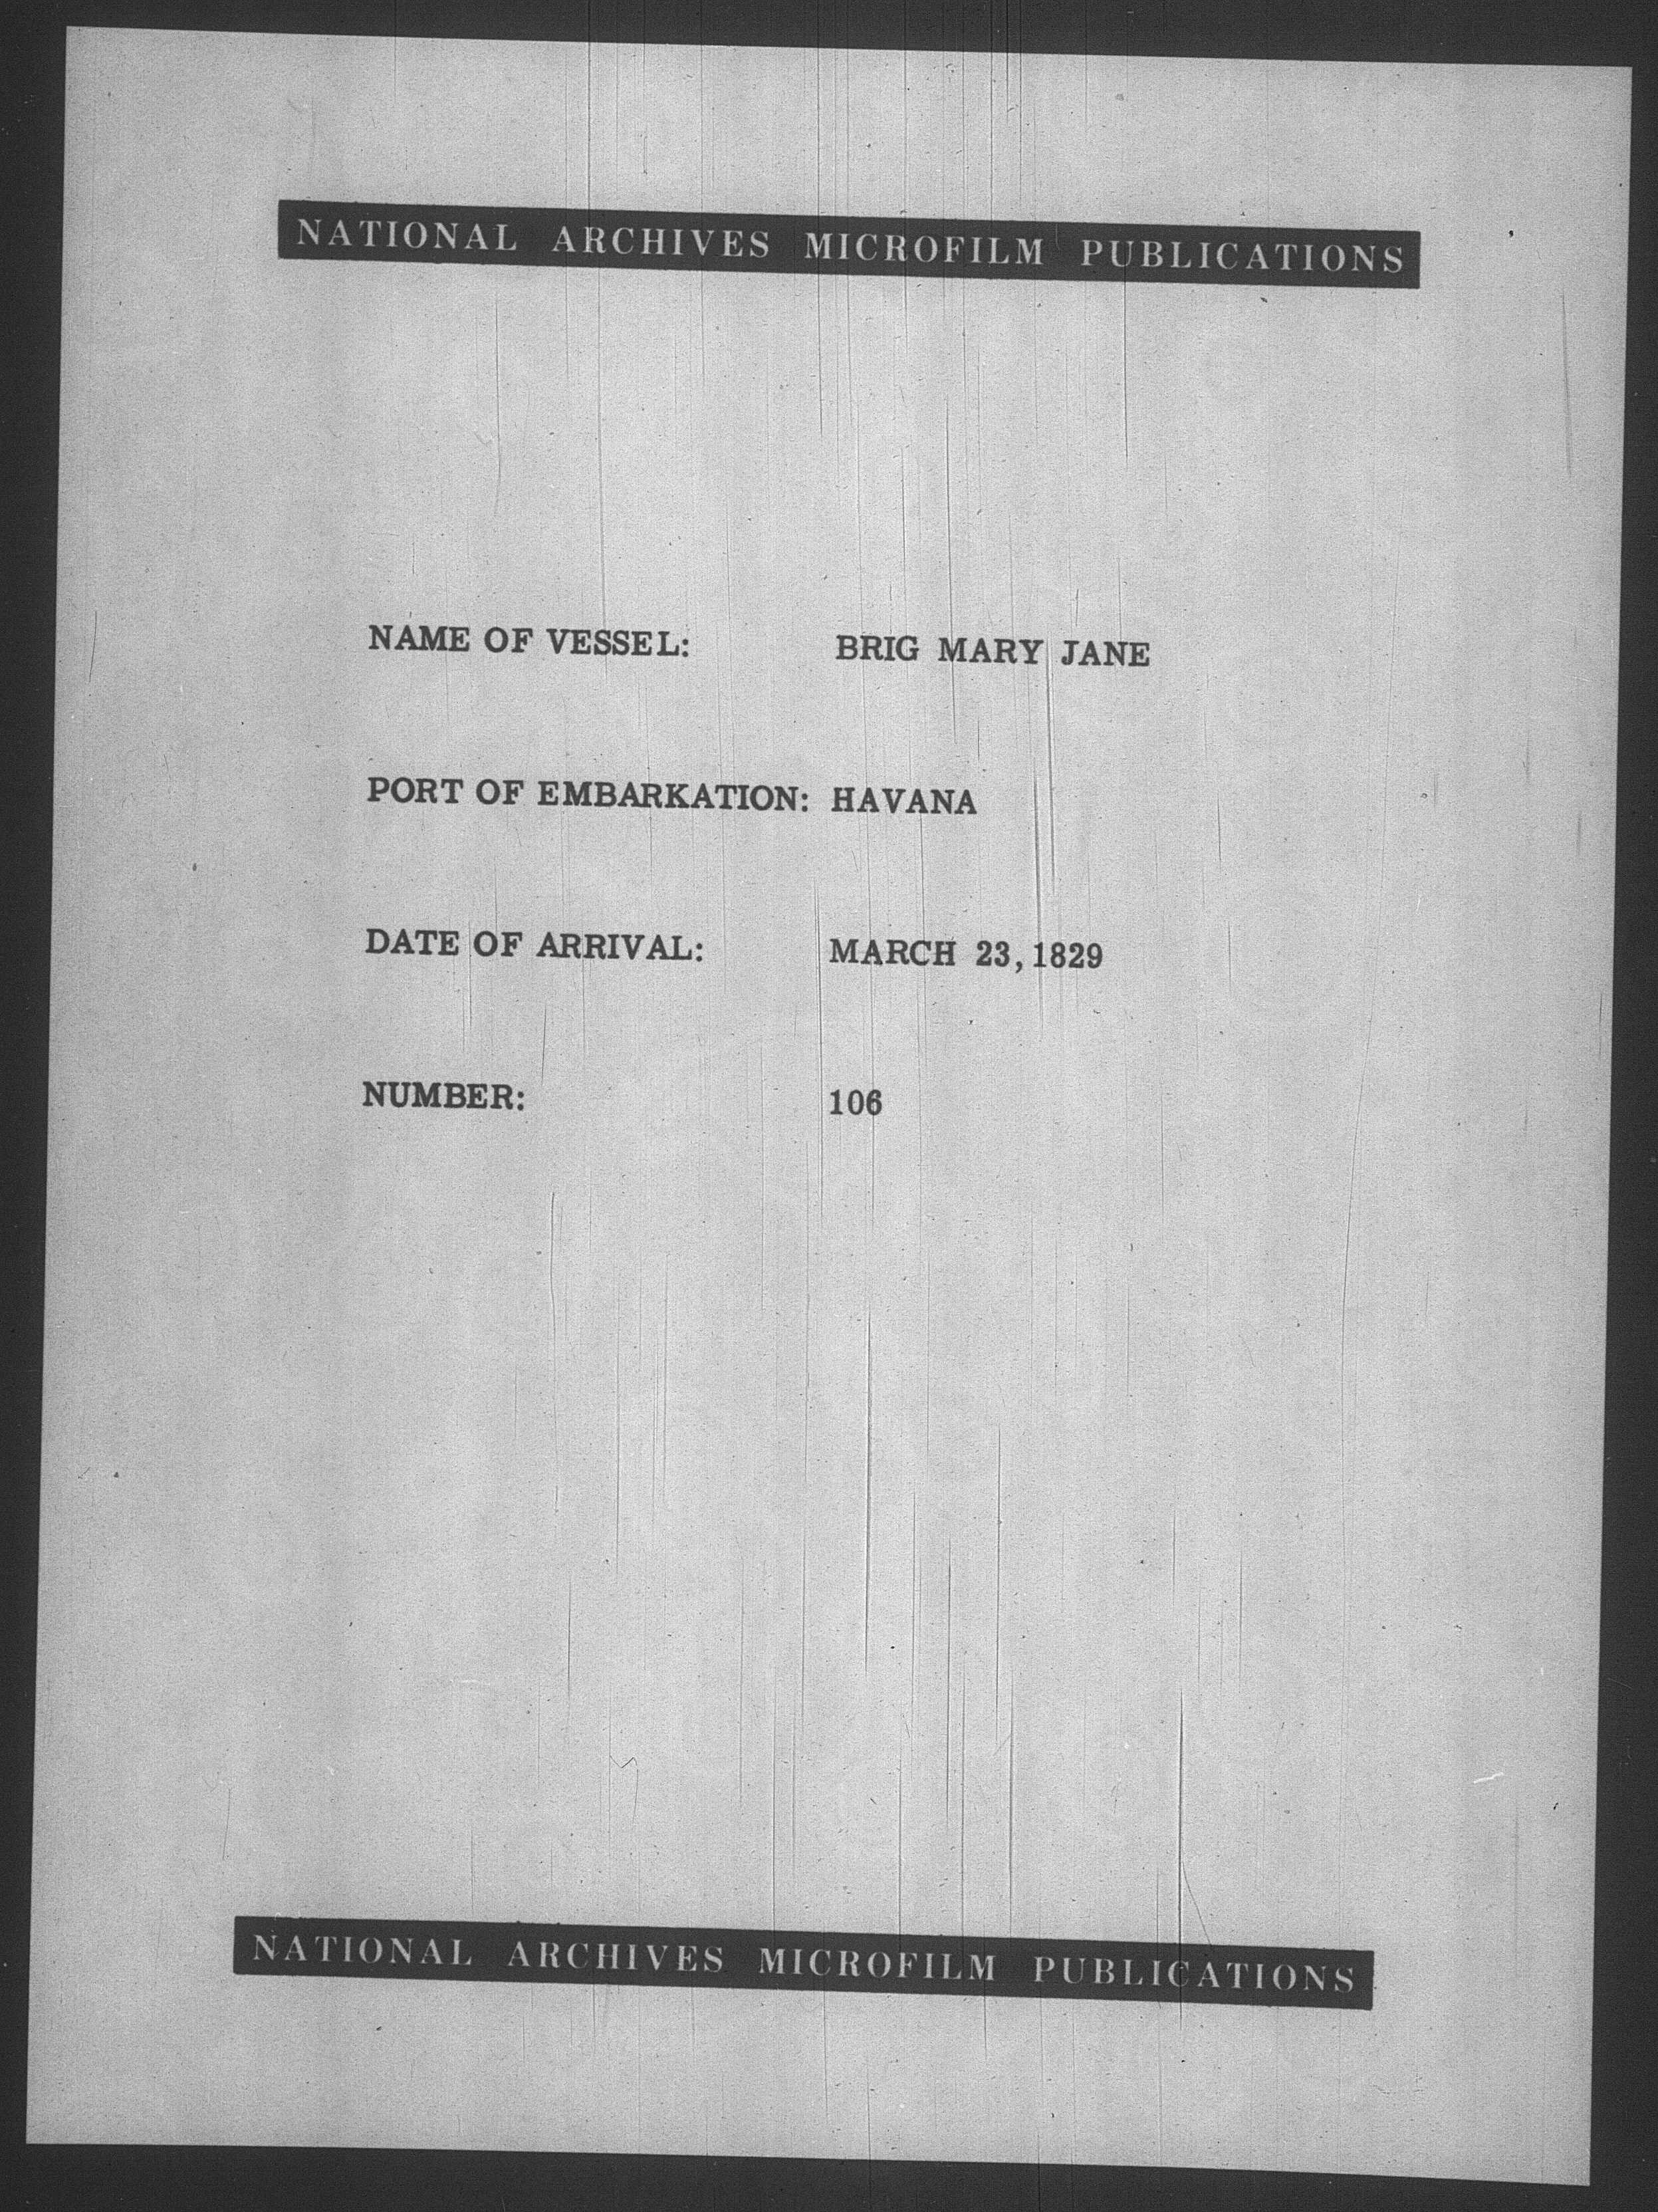 NATIONAL ARCHIVES MICROFILM PUBLICATIONS
NAME OF VESSEL: BRIG MARY JANE
PORT OF EMBARKATION: HAVANA
DATE OF ARRIVAL: MARCH 23, 1829
NUMBER: 106
NATIONAL ARCHIVES MICROFILM PUBLICATIONS